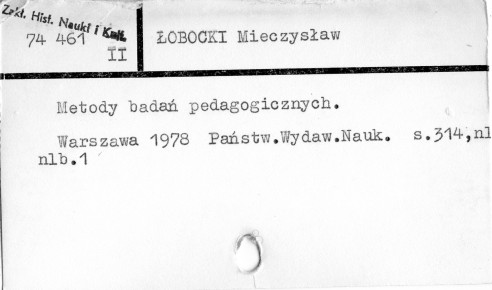 Zakł. Hist. Nauki i Kult.
74 461
II
ŁOBOCKI Mieczysław
Metody badań pedagogicznych.
Warszawa 1978 Państw.Wydaw.Nauk. s.314,nl
nlb.1